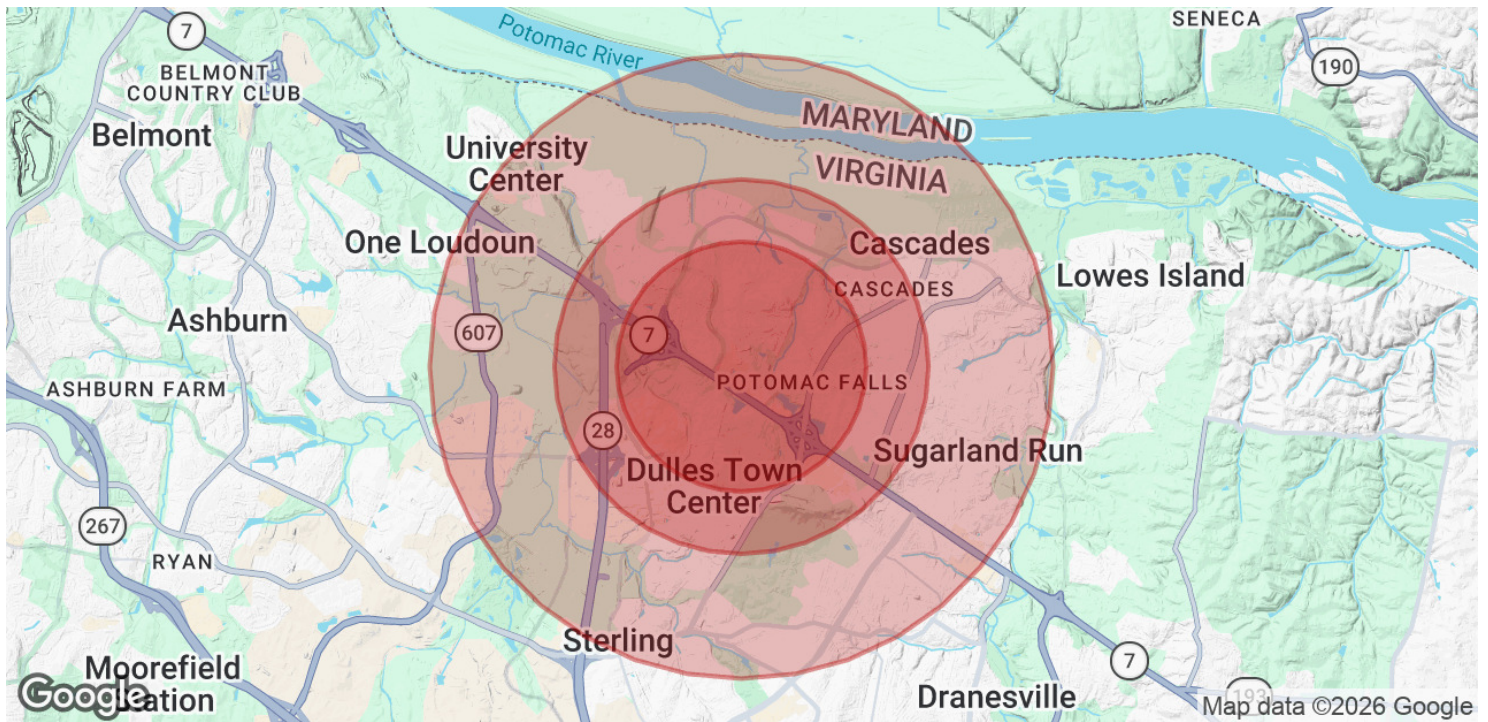 SENECA
7
Potomac River
190
BELMONT
COUNTRY CLUB
Belmont
MARYLAND
University
Center
VIRGINIA
One Loudoun
Cascades
Lowes Island
CASCADES
Ashburn
607
7
ASHBURN FARM
POTOMAC FALLS
28
Sugarland Run
Dulles Town
Center
267
RYAN
Sterling
7
Moorefield
Station
Google
Dranesville
193
Map data ©2026 Google